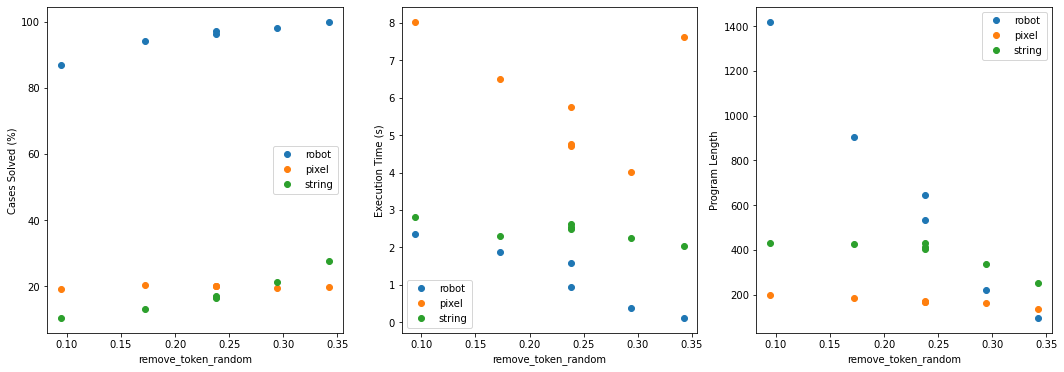 100
80
60
40
20
Cases Solved (%)
robot
pixel
string
0.10
0.15
0.20
0.25
0.30
0.35
remove_token_random
8
7
6
5
4
3
2
1
0
Execution Time (s)
robot
pixel
string
0.10
0.15
0.20
0.25
0.30
0.35
remove_token_random
1400
1200
1000
800
600
400
200
Program Length
robot
pixel
string
0.10
0.15
0.20
0.25
0.30
0.35
remove_token_random